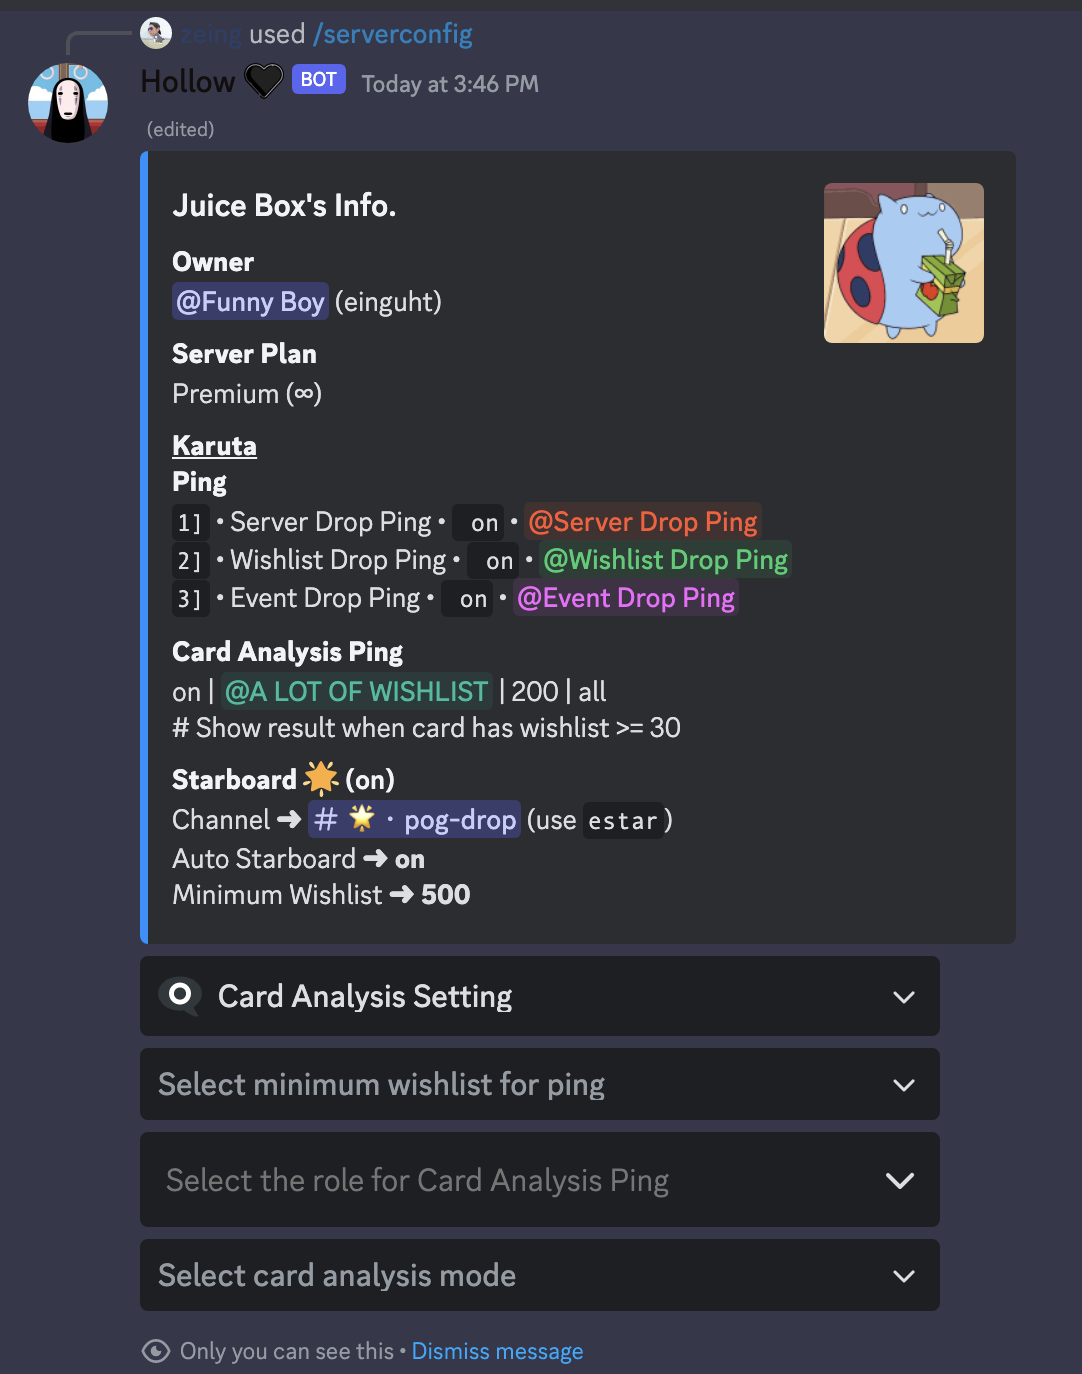 zeing used /serverconfig
Hollow 🖤 BOT Today at 3:46 PM
(edited)
Juice Box's Info.
Owner
@Funny Boy (einguht)
Server Plan
Premium (∞)
Karuta
Ping
1] • Server Drop Ping • on • @Server Drop Ping
2] • Wishlist Drop Ping • on • @Wishlist Drop Ping
3] • Event Drop Ping • on • @Event Drop Ping
Card Analysis Ping
on | @A LOT OF WISHLIST | 200 | all
# Show result when card has wishlist >= 30
Starboard 🌟 (on)
Channel ➜ # 🌟 · pog-drop (use estar)
Auto Starboard ➜ on
Minimum Wishlist ➜ 500
Card Analysis Setting
Select minimum wishlist for ping
Select the role for Card Analysis Ping
Select card analysis mode
Only you can see this • Dismiss message